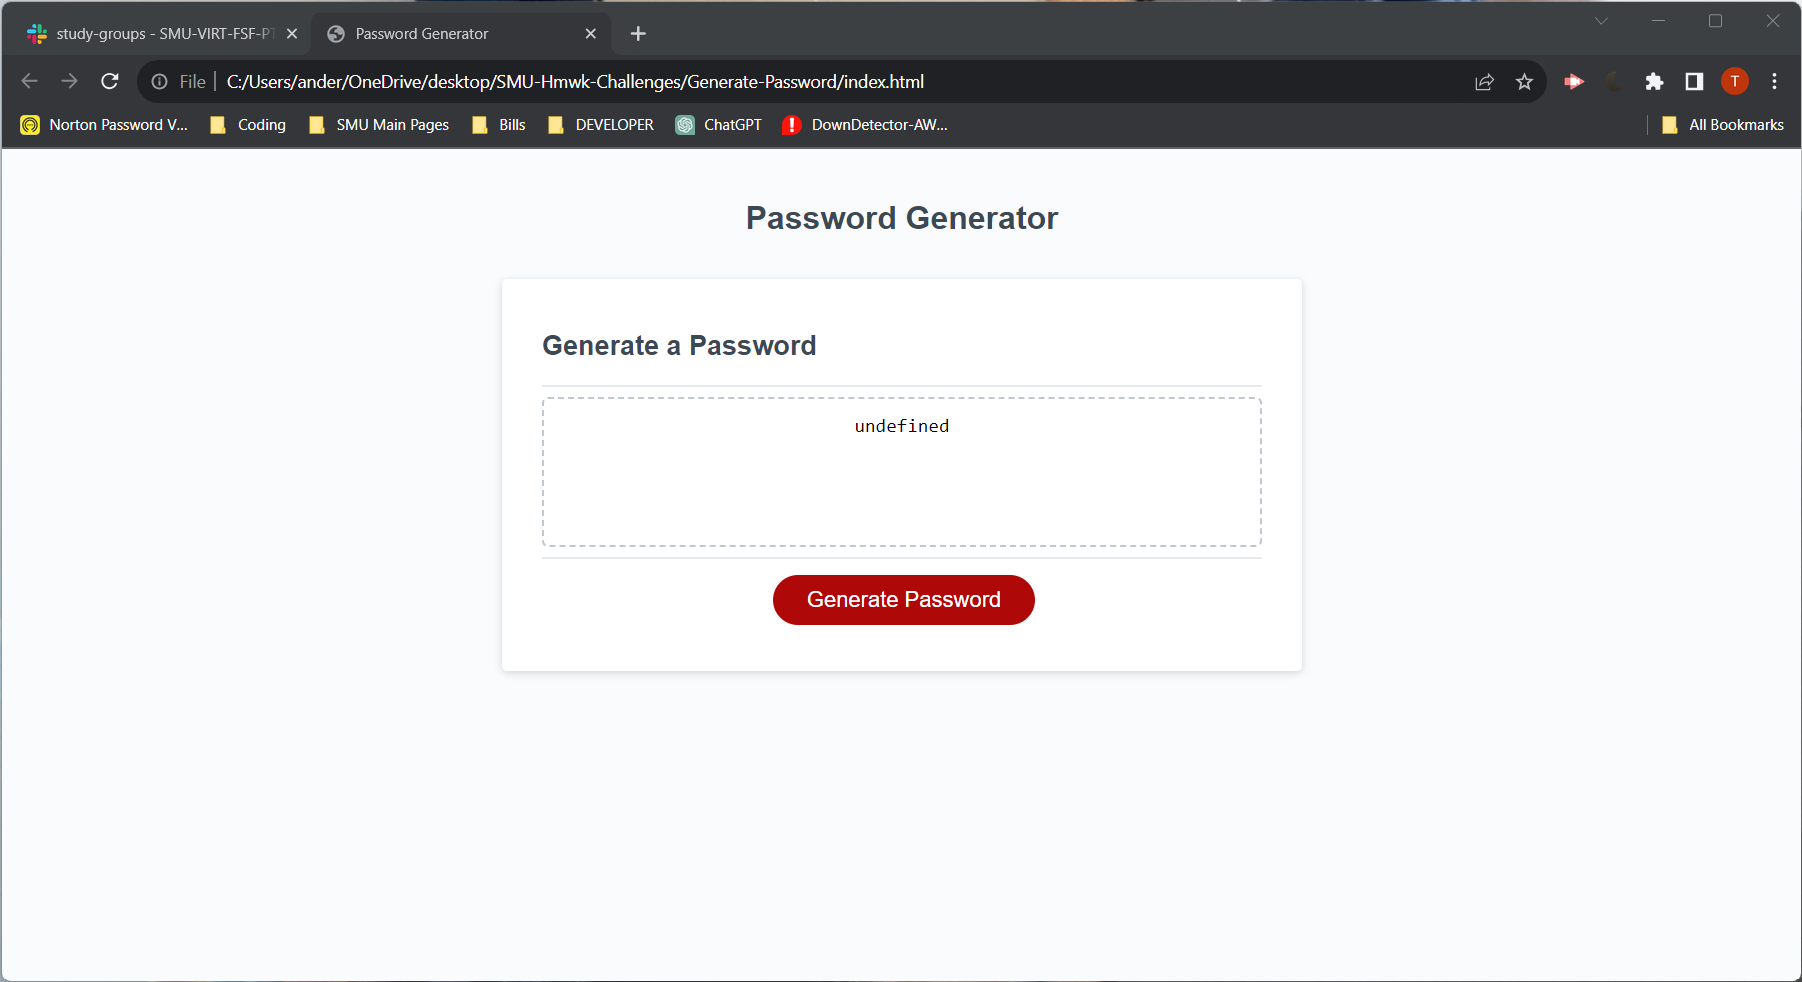 study-groups - SMU-VIRT-FSF-PT
Password Generator
File
C:/Users/ander/OneDrive/desktop/SMU-Hmwk-Challenges/Generate-Password/index.html
T
Norton Password V...
Coding
SMU Main Pages
Bills
DEVELOPER
ChatGPT
DownDetector-AW...
All Bookmarks
Password Generator
Generate a Password
undefined
Generate Password